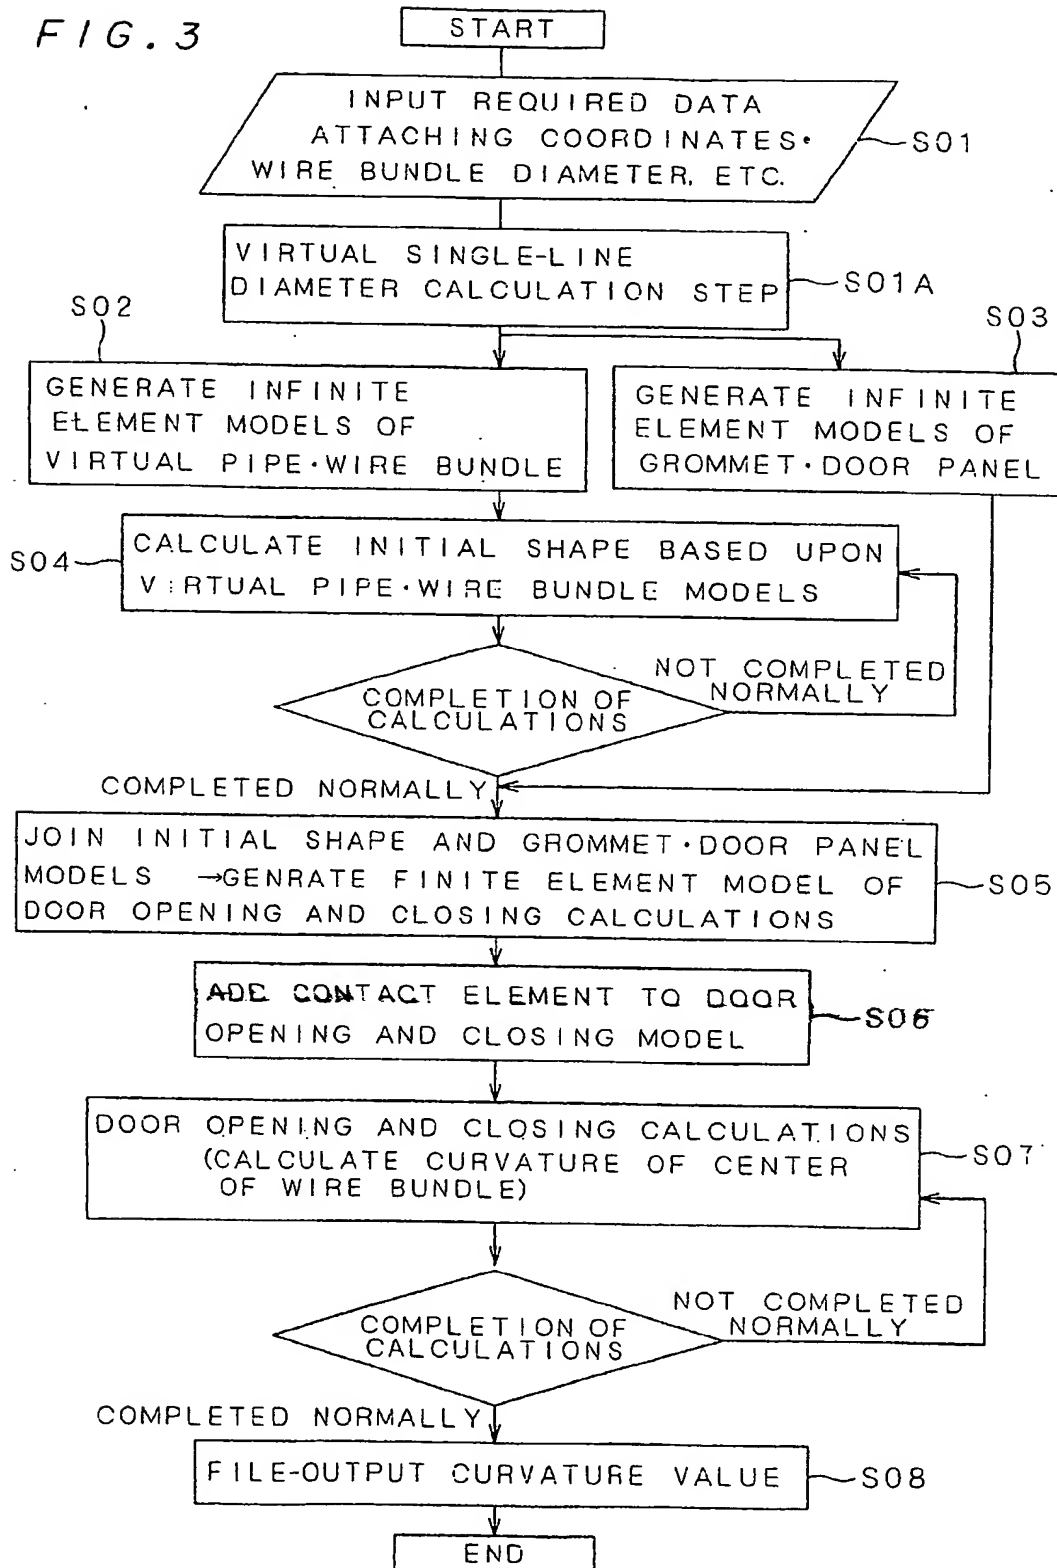 FIG.3
START
INPUT REQUIRED DATA
ATTACHING COORDINATES·
WIRE BUNDLE DIAMETER, ETC.
S01
VIRTUAL SINGLE-LINE
DIAMETER CALCULATION STEP
S01A
S02
S03
GENERATE INFINITE
ELEMENT MODELS OF
VIRTUAL PIPE·WIRE BUNDLE
GENERATE INFINITE
ELEMENT MODELS OF
GROMMET·DOOR PANEL
S04
CALCULATE INITIAL SHAPE BASED UPON
VIRTUAL PIPE·WIRE BUNDLE MODELS
NOT COMPLETED
NORMALLY
COMPLETION OF
CALCULATIONS
COMPLETED NORMALLY
JOIN INITIAL SHAPE AND GROMMET·DOOR PANEL
MODELS →GENRATE FINITE ELEMENT MODEL OF
DOOR OPENING AND CLOSING CALCULATIONS
S05
ADD CONTACT ELEMENT TO DOOR
OPENING AND CLOSING MODEL
S06
DOOR OPENING AND CLOSING CALCULATIONS
(CALCULATE CURVATURE OF CENTER
OF WIRE BUNDLE)
S07
NOT COMPLETED
NORMALLY
COMPLETION OF
CALCULATIONS
COMPLETED NORMALLY
FILE-OUTPUT CURVATURE VALUE
S08
END